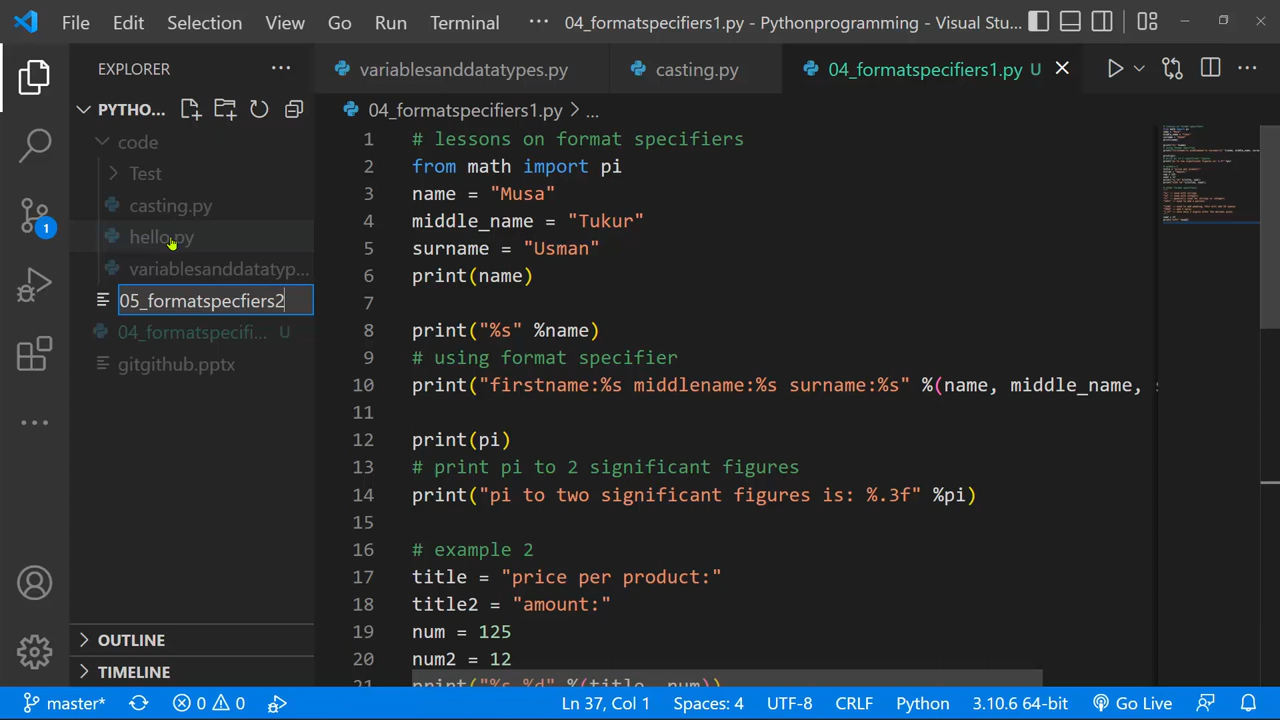 File Edit Selection View Go Run Terminal ··· 04_formatspecifiers1.py - Pythonprogramming - Visual Stu...
EXPLORER ···
variablesanddatatypes.py casting.py 04_formatspecifiers1.py U
PYTHO...
04_formatspecifiers1.py > ...
code
Test
casting.py
hello.py
variablesanddatatyp...
05_formatspecfiers2
04_formatspecifi... U
gitgithub.pptx
1
OUTLINE
TIMELINE
1 # lessons on format specifiers
2 from math import pi
3 name = "Musa"
4 middle_name = "Tukur"
5 surname = "Usman"
6 print(name)
7
8 print("%s" %name)
9 # using format specifier
10 print("firstname:%s middlename:%s surname:%s" %(name, middle_name,
11
12 print(pi)
13 # print pi to 2 significant figures
14 print("pi to two significant figures is: %.3f" %pi)
15
16 # example 2
17 title = "price per product:"
18 title2 = "amount:"
19 num = 125
20 num2 = 12
21 print("%s %d" %(title, num))
master* 0 0 Ln 37, Col 1 Spaces: 4 UTF-8 CRLF Python 3.10.6 64-bit Go Live